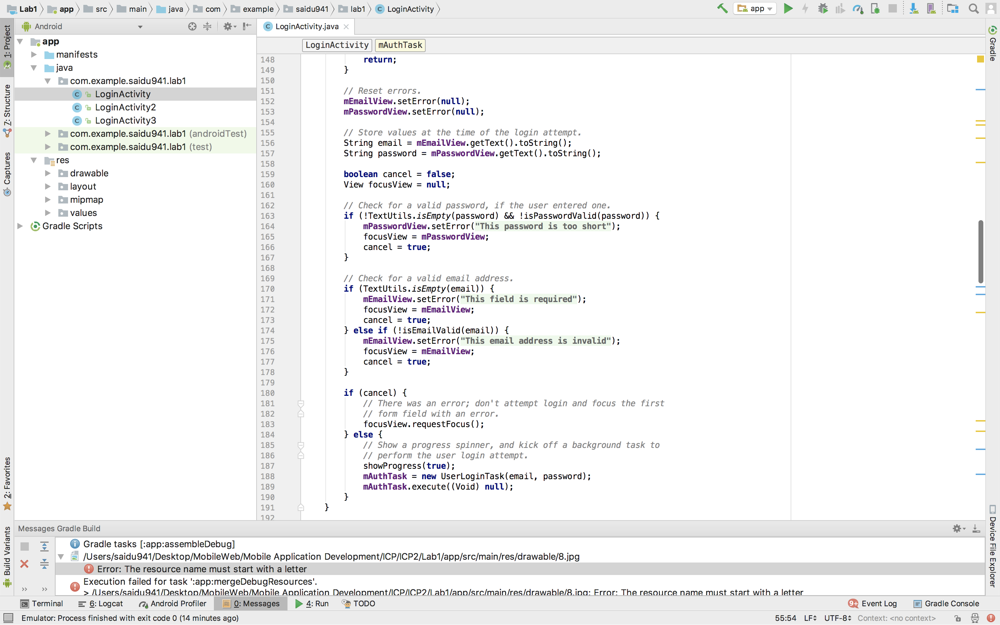 Lab1 app src main java com example saidu941 lab1 LoginActivity
app
1: Project
7: Structure
Captures
2: Favorites
Build Variants
Android
app
manifests
java
com.example.saidu941.lab1
LoginActivity
LoginActivity2
LoginActivity3
com.example.saidu941.lab1 (androidTest)
com.example.saidu941.lab1 (test)
res
drawable
layout
mipmap
values
Gradle Scripts
LoginActivity.java
LoginActivity mAuthTask
148 return;
149 }
150
151 // Reset errors.
152 mEmailView.setError(null);
153 mPasswordView.setError(null);
154
155 // Store values at the time of the login attempt.
156 String email = mEmailView.getText().toString();
157 String password = mPasswordView.getText().toString();
158
159 boolean cancel = false;
160 View focusView = null;
161
162 // Check for a valid password, if the user entered one.
163 if (!TextUtils.isEmpty(password) && !isPasswordValid(password)) {
164 mPasswordView.setError("This password is too short");
165 focusView = mPasswordView;
166 cancel = true;
167 }
168
169 // Check for a valid email address.
170 if (TextUtils.isEmpty(email)) {
171 mEmailView.setError("This field is required");
172 focusView = mEmailView;
173 cancel = true;
174 } else if (!isEmailValid(email)) {
175 mEmailView.setError("This email address is invalid");
176 focusView = mEmailView;
177 cancel = true;
178 }
179
180 if (cancel) {
181 // There was an error; don't attempt login and focus the first
182 // form field with an error.
183 focusView.requestFocus();
184 } else {
185 // Show a progress spinner, and kick off a background task to
186 // perform the user login attempt.
187 showProgress(true);
188 mAuthTask = new UserLoginTask(email, password);
189 mAuthTask.execute((Void) null);
190 }
191 }
192
Gradle
Device File Explorer
Messages Gradle Build
Gradle tasks [:app:assembleDebug]
/Users/saidu941/Desktop/MobileWeb/Mobile Application Development/ICP/ICP2/Lab1/app/src/main/res/drawable/8.jpg
Error: The resource name must start with a letter
Execution failed for task ':app:mergeDebugResources'.
> /Users/saidu941/Desktop/MobileWeb/Mobile Application Development/ICP/ICP2/Lab1/app/src/main/res/drawable/8.jpg: Error: The resource name must start with a letter
Terminal 6: Logcat Android Profiler 0: Messages 4: Run TODO 9+ Event Log Gradle Console
Emulator: Process finished with exit code 0 (14 minutes ago) 55:54 LF UTF-8 Context: <no context>